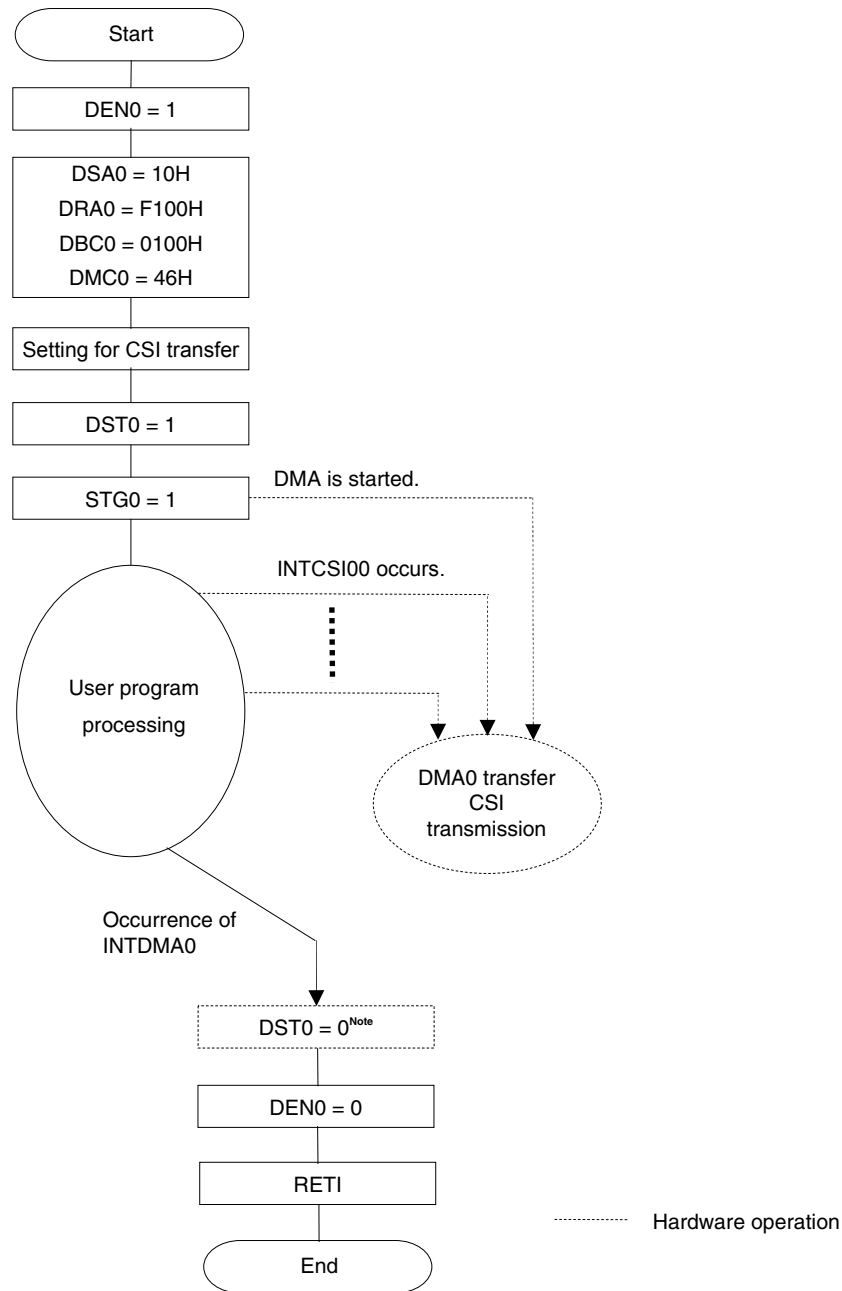 Start
DEN0 = 1
DSA0 = 10H
DRA0 = F100H
DBC0 = 0100H
DMC0 = 46H
Setting for CSI transfer
DST0 = 1
STG0 = 1
DMA is started.
INTCSI00 occurs.
User program
processing
DMA0 transfer
CSI
transmission
Occurrence of
INTDMA0
DST0 = 0Note
DEN0 = 0
RETI
End
Hardware operation